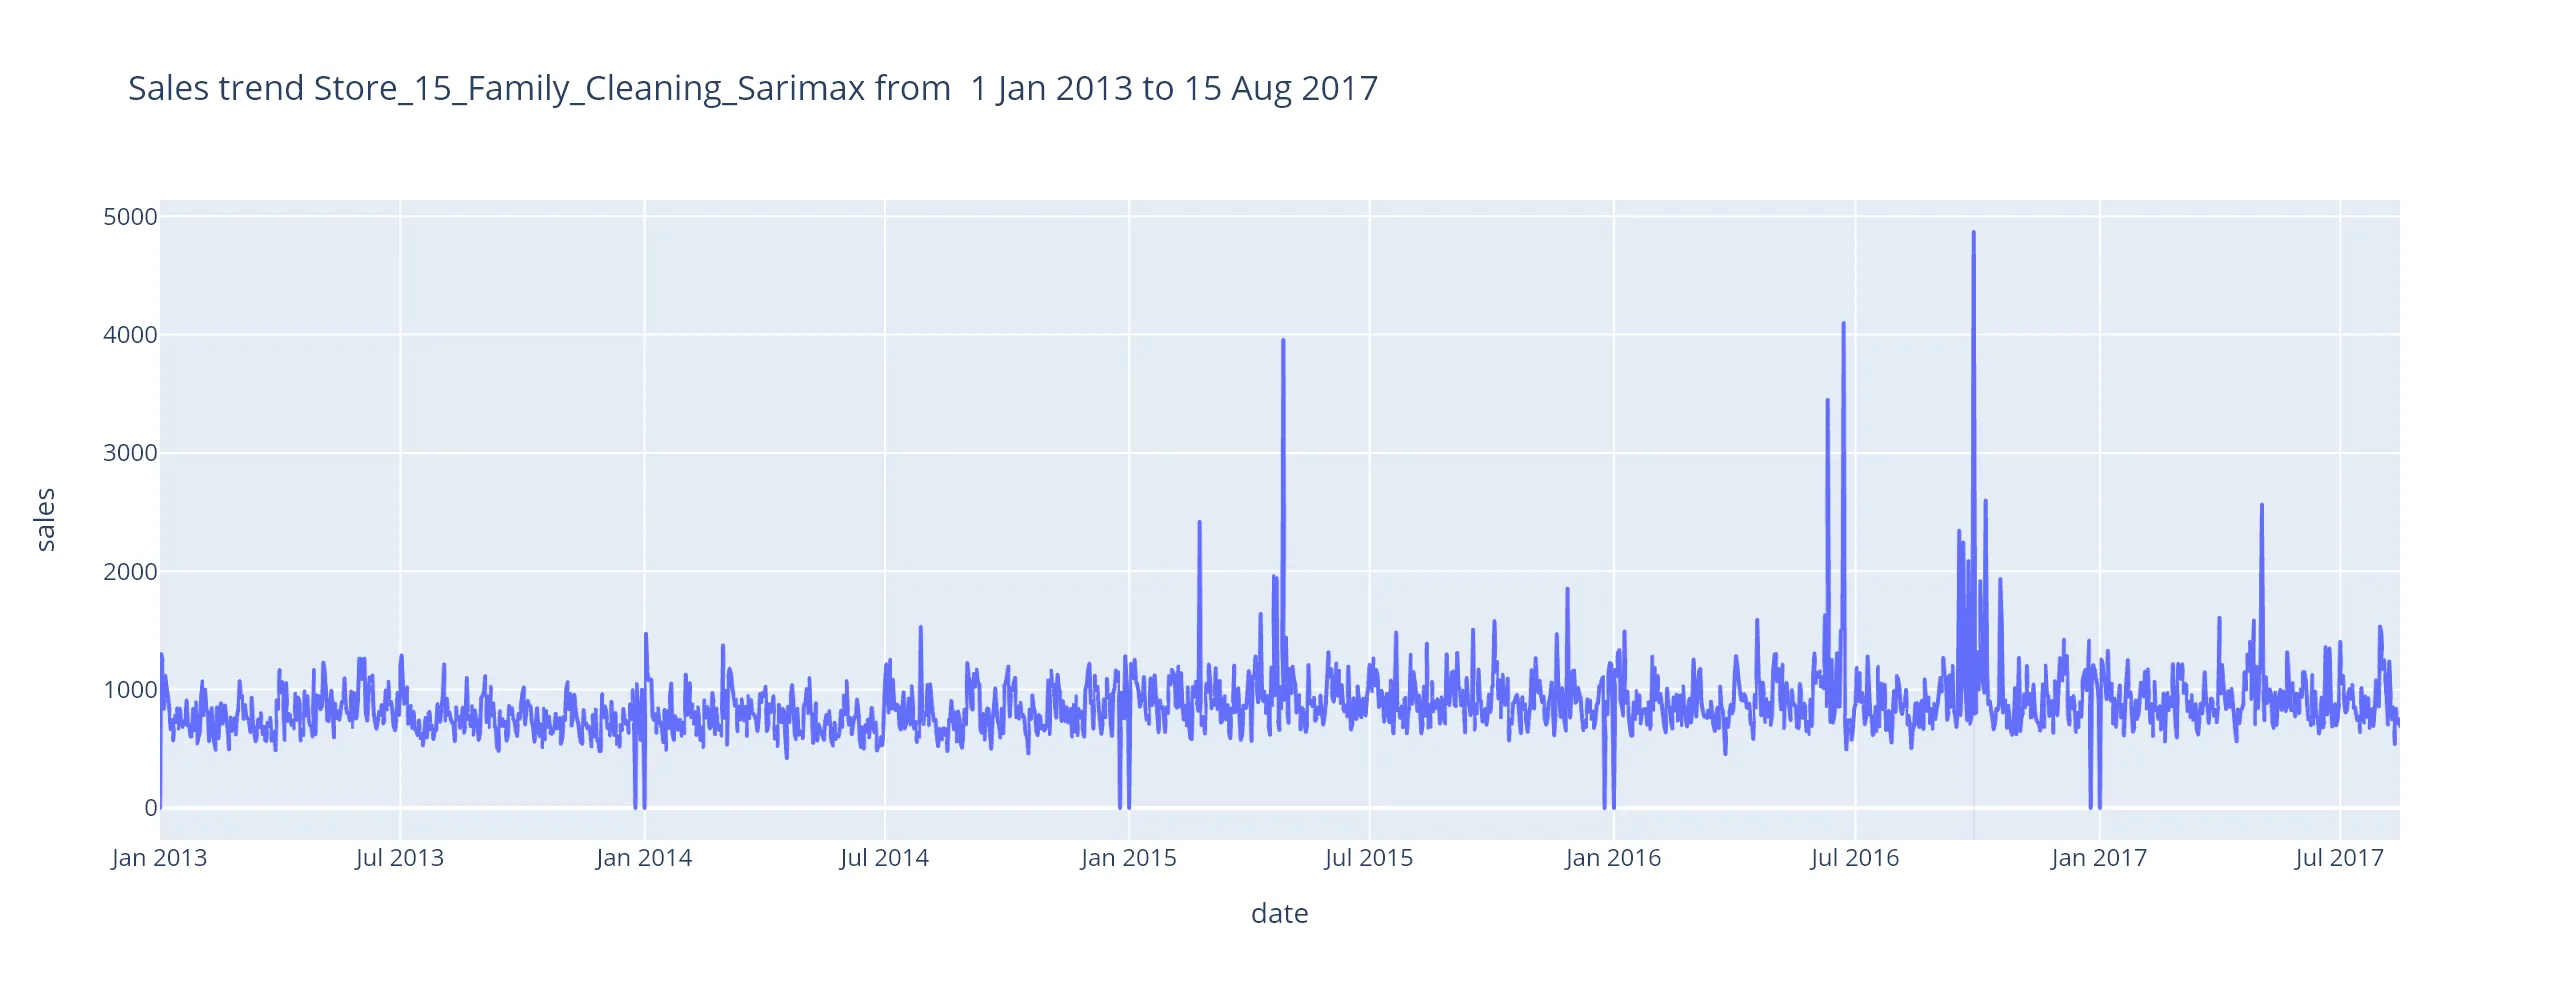 Sales trend Store_15_Family_Cleaning_Sarimax from  1 Jan 2013 to 15 Aug 2017
5000
4000
3000
2000
1000
0
sales
Jan 2013 Jul 2013 Jan 2014 Jul 2014 Jan 2015 Jul 2015 Jan 2016 Jul 2016 Jan 2017 Jul 2017
date